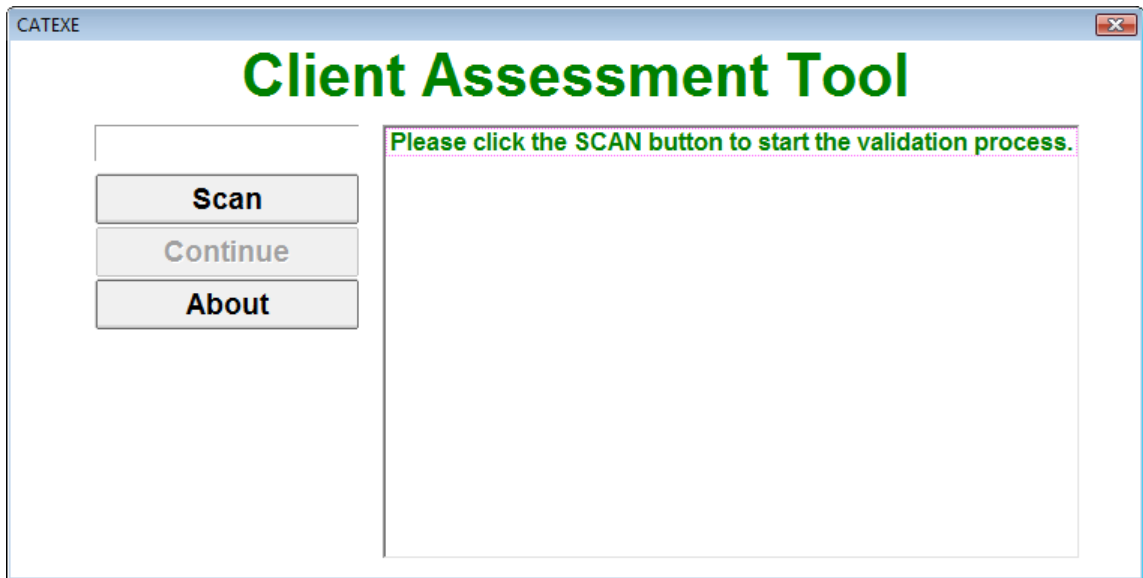 CATEXE
Client Assessment Tool
Scan
Continue
About
Please click the SCAN button to start the validation process.